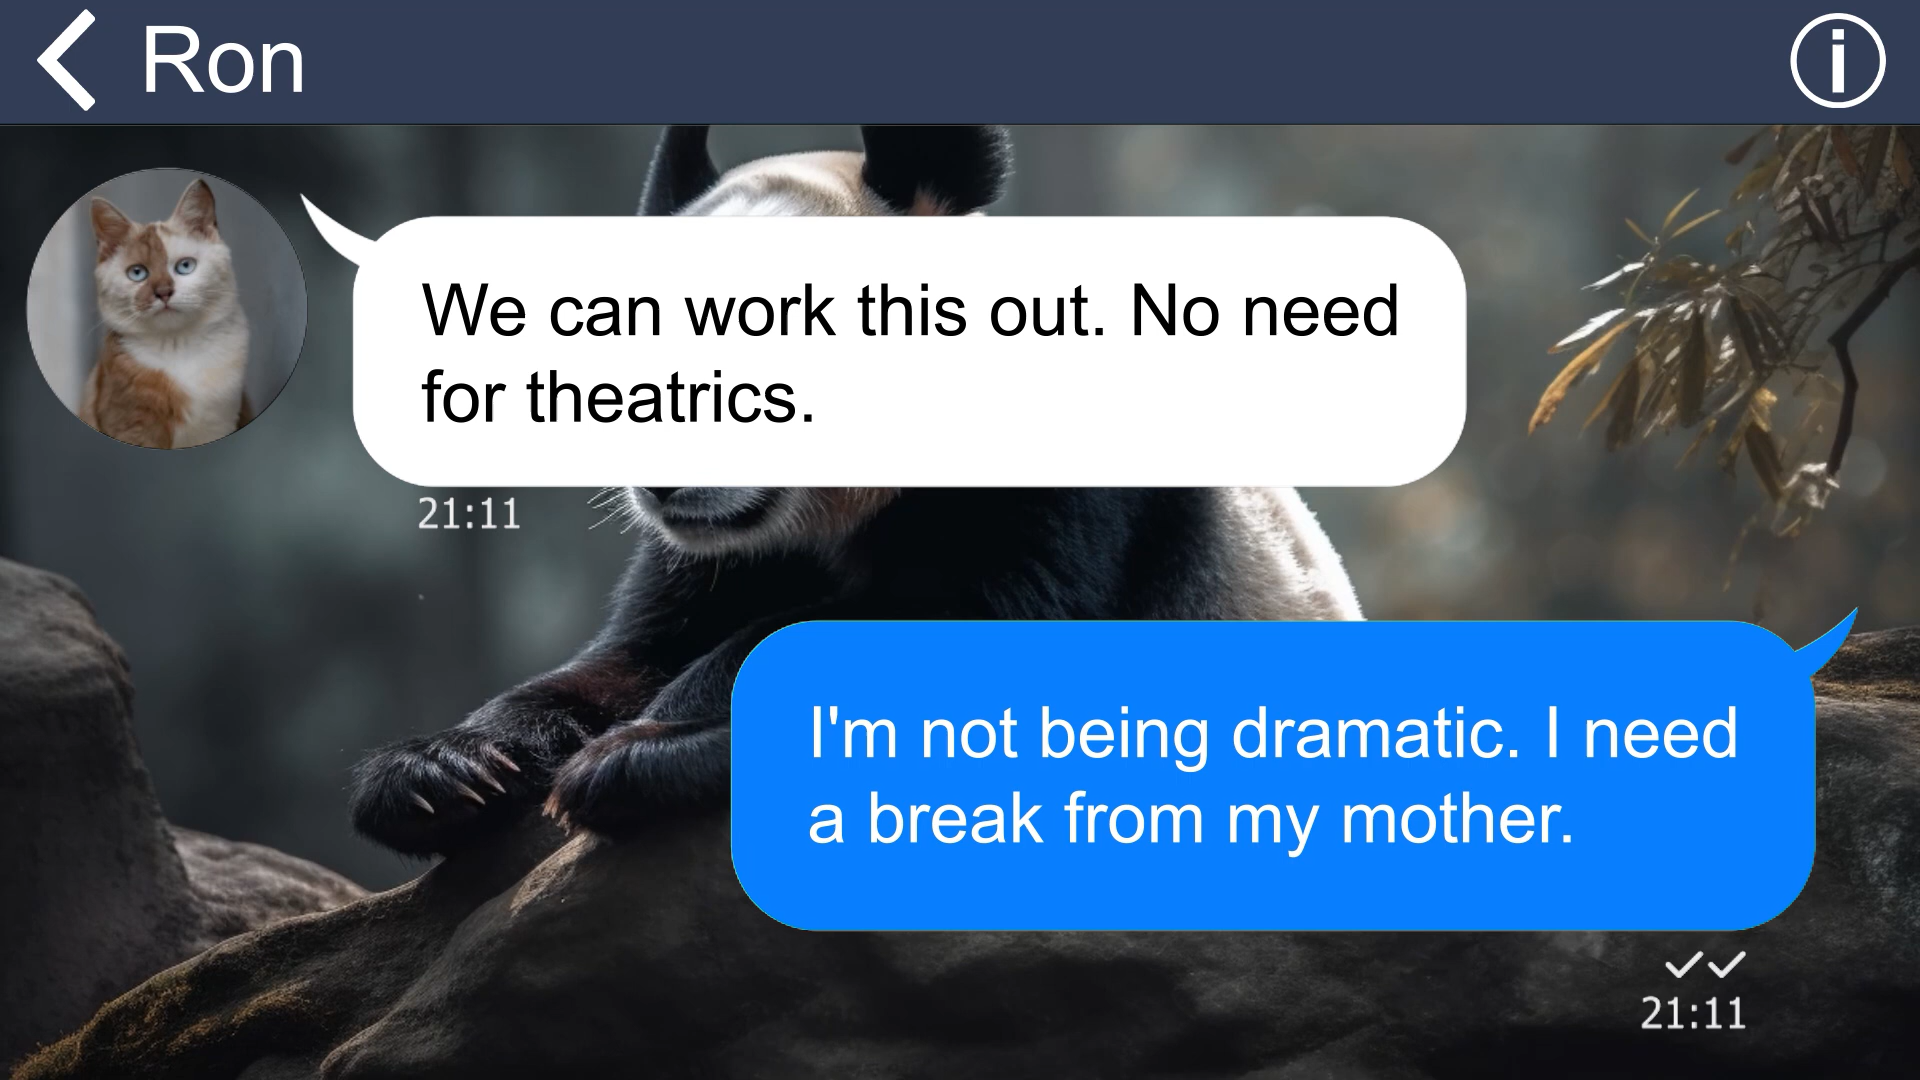 Ron
We can work this out. No need
for theatrics.
21:11
I'm not being dramatic. I need
a break from my mother.
21:11